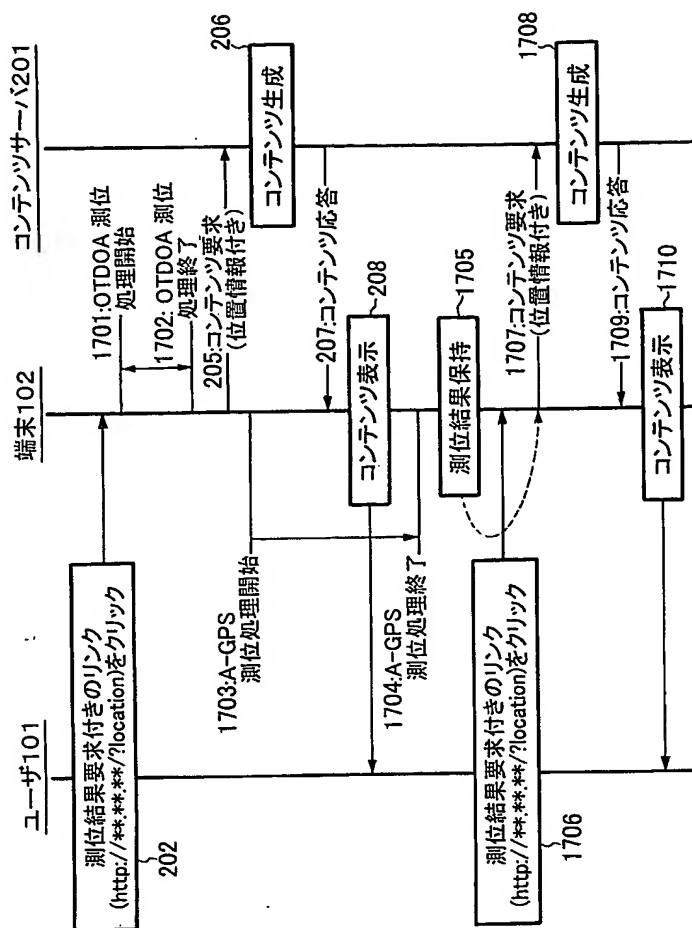 ユーザ101
端末102
コンテンツサーバ201
測位結果要求付きのリンク
(http://**.**.**/?location)をクリック
202
1701:OTDOA 測位
処理開始
1702: OTDOA 測位
処理終了
205:コンテンツ要求
(位置情報付き)
206
コンテンツ生成
1703:A-GPS
測位処理開始
207:コンテンツ応答
208
コンテンツ表示
1704:A-GPS
測位処理終了
1705
測位結果保持
測位結果要求付きのリンク
(http://**.**.**/?location)をクリック
1706
1707:コンテンツ要求
(位置情報付き)
1708
コンテンツ生成
1709:コンテンツ応答
1710
コンテンツ表示